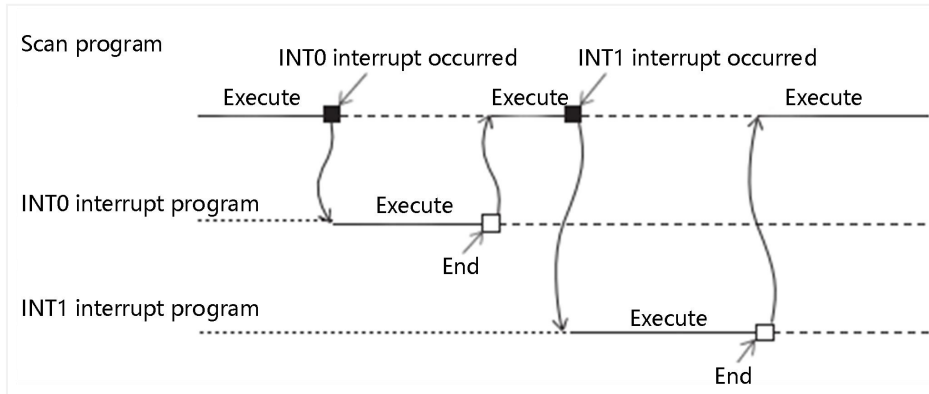 Scan program
INT0 interrupt occurred
INT1 interrupt occurred
Execute
Execute
Execute
INT0 interrupt program
Execute
End
INT1 interrupt program
Execute
End